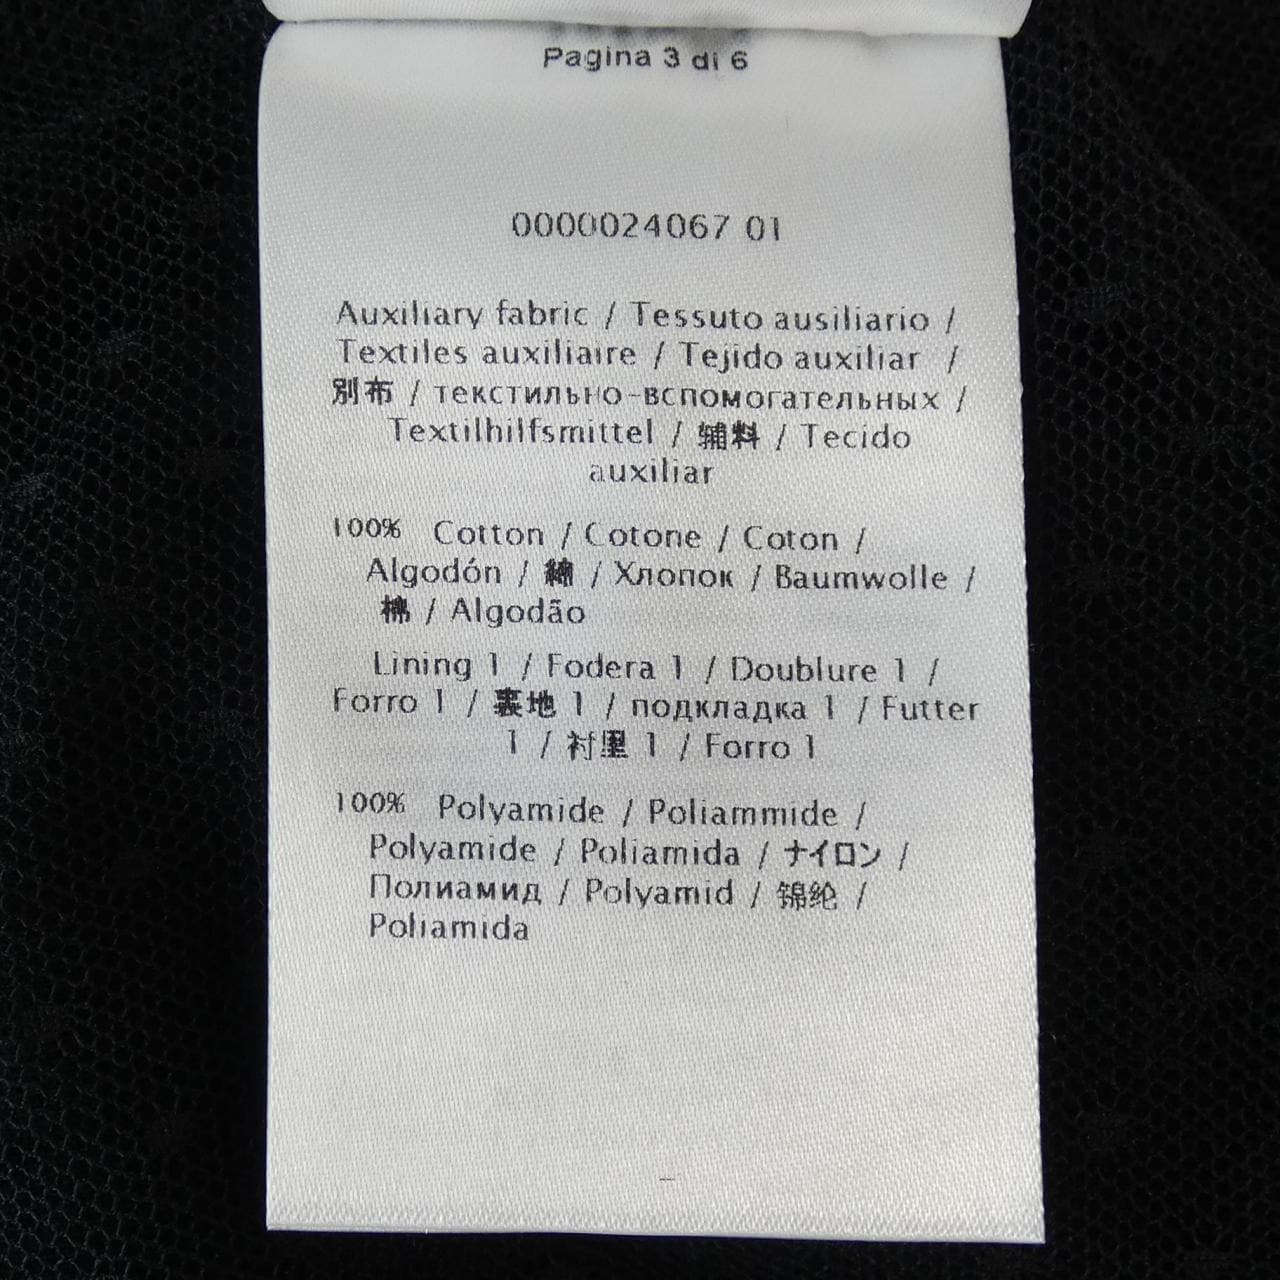 Pagina 3 di 6
0000024067 01
Auxiliary fabric / Tessuto ausiliario /
Textiles auxiliaire / Tejido auxiliar /
別布 / текстильно-вспомогательных /
Textilhilfsmittel / 辅料 / Tecido
auxiliar
100% Cotton / Cotone / Coton /
Algodón / 綿 / Хлопок / Baumwolle /
棉 / Algodão
Lining 1 / Fodera 1 / Doublure 1 /
Forro 1 / 裏地 1 / подкладка 1 / Futter
1 / 衬里 1 / Forro 1
100% Polyamide / Poliammide /
Polyamide / Poliamida / ナイロン /
Полиамид / Polyamid / 锦纶 /
Poliamida